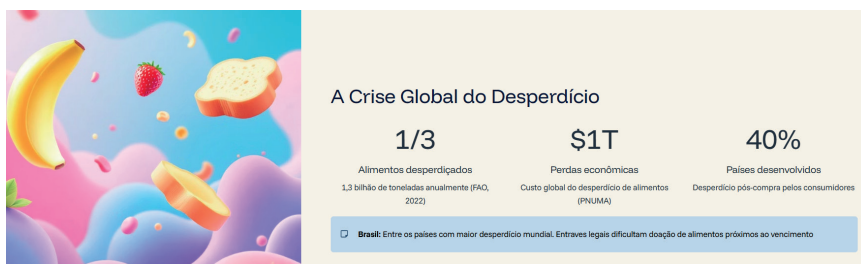 A Crise Global do Desperdício
1/3
Alimentos desperdiçados
1,3 bilhão de toneladas anualmente (FAO,
2022)
$1T
Perdas econômicas
Custo global do desperdício de alimentos
(PNUMA)
40%
Países desenvolvidos
Desperdício pós-compra pelos consumidores
Brasil: Entre os países com maior desperdício mundial. Entraves legais dificultam doação de alimentos próximos ao vencimento